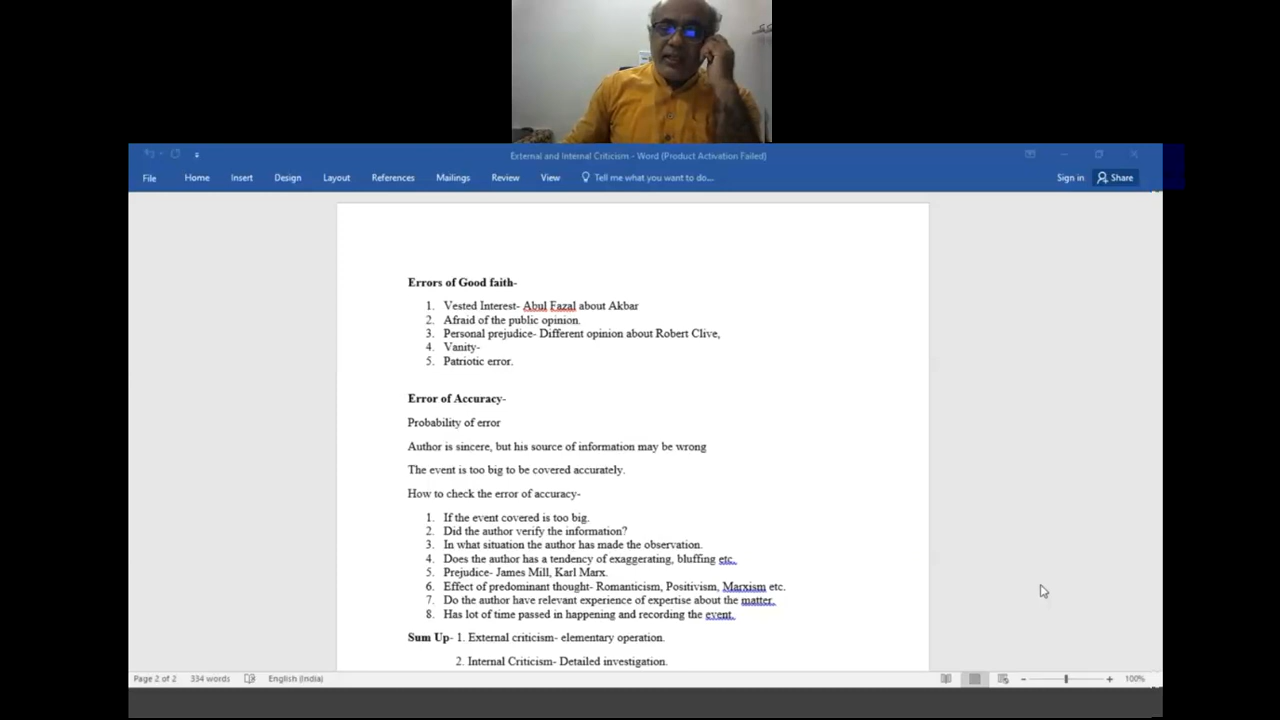 External and Internal Criticism - Word (Product Activation Failed)
File Home Insert Design Layout References Mailings Review View Tell me what you want to do... Sign in Share
Errors of Good faith-
1. Vested Interest- Abul Fazal about Akbar
2. Afraid of the public opinion.
3. Personal prejudice- Different opinion about Robert Clive,
4. Vanity-
5. Patriotic error.
Error of Accuracy-
Probability of error
Author is sincere, but his source of information may be wrong
The event is too big to be covered accurately.
How to check the error of accuracy-
1. If the event covered is too big.
2. Did the author verify the information?
3. In what situation the author has made the observation.
4. Does the author has a tendency of exaggerating, bluffing etc.
5. Prejudice- James Mill, Karl Marx.
6. Effect of predominant thought- Romanticism, Positivism, Marxism etc.
7. Do the author have relevant experience of expertise about the matter.
8. Has lot of time passed in happening and recording the event.
Sum Up- 1. External criticism- elementary operation.
2. Internal Criticism- Detailed investigation.
Page 2 of 2 334 words English (India) 100%